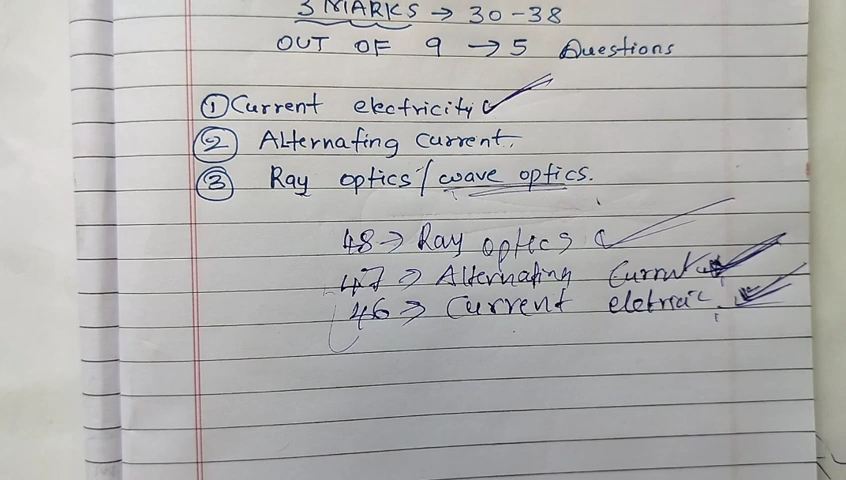 3 MARKS → 30-38
OUT OF 9 → 5 Questions
① Current electricity
② Alternating Current.
③ Ray optics / wave optics.
48 → Ray optics
47 → Alternating Current
46 → Current eletric